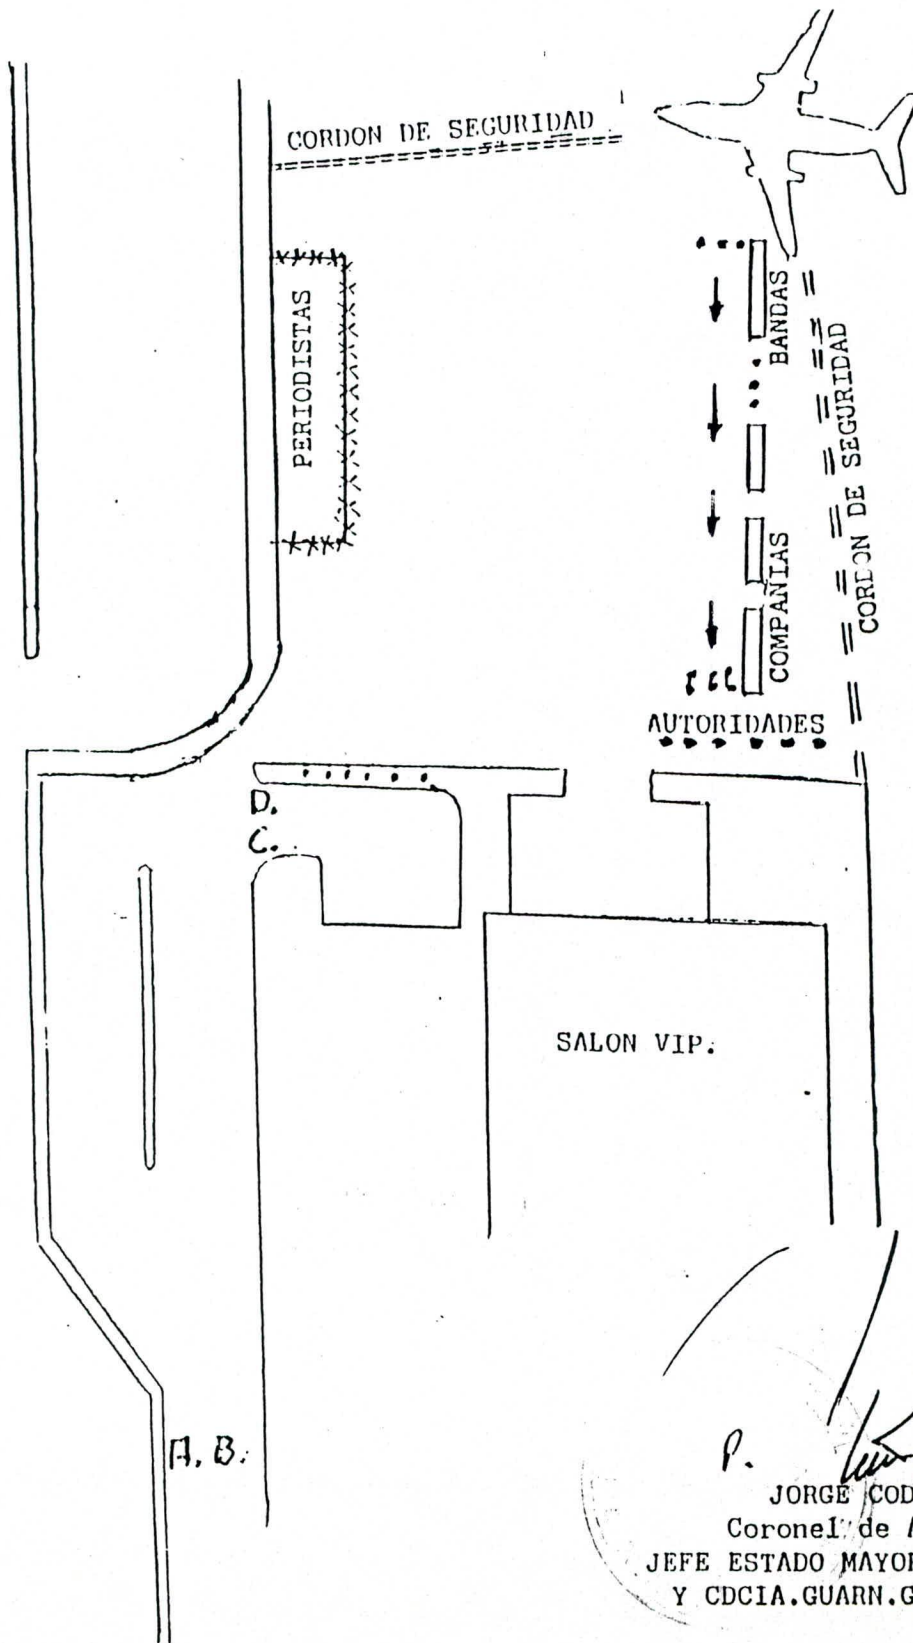 CORDON DE SEGURIDAD
PERIODISTAS
BANDAS
CORDON DE SEGURIDAD
COMPAÑIAS
AUTORIDADES
D.
C.
SALON VIP.
A. B.
P.
JORGE COD
Coronel de A
JEFE ESTADO MAYOR
Y CDCIA.GUARN.G